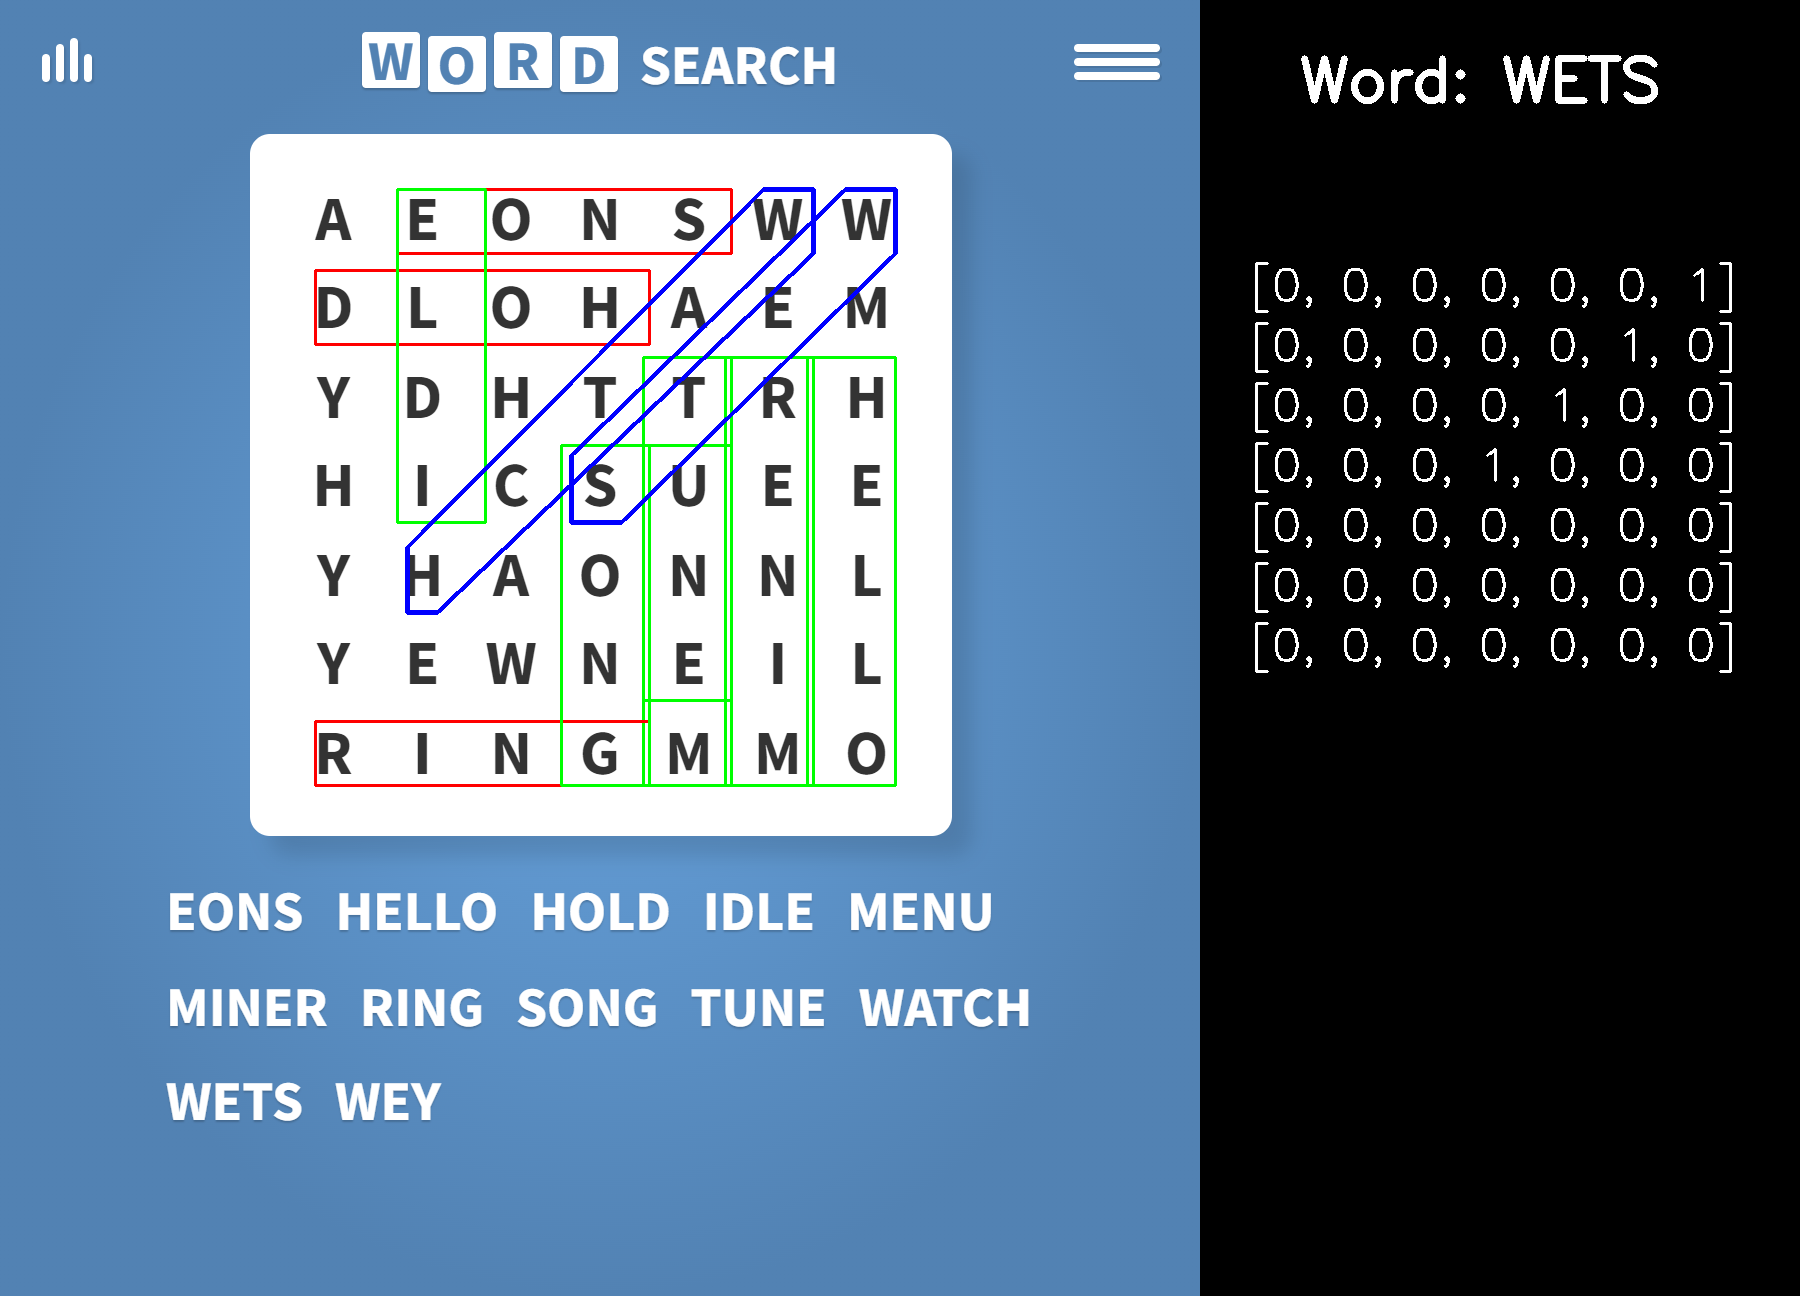 WORD SEARCH
A E O N S W W
D L O H A E M
Y D H T T R H
H I C S U E E
Y H A O N N L
Y E W N E I L
R I N G M M O
EONS HELLO HOLD IDLE MENU
MINER RING SONG TUNE WATCH
WETS WEY
Word: WETS
[0, 0, 0, 0, 0, 0, 1]
[0, 0, 0, 0, 0, 1, 0]
[0, 0, 0, 0, 1, 0, 0]
[0, 0, 0, 1, 0, 0, 0]
[0, 0, 0, 0, 0, 0, 0]
[0, 0, 0, 0, 0, 0, 0]
[0, 0, 0, 0, 0, 0, 0]